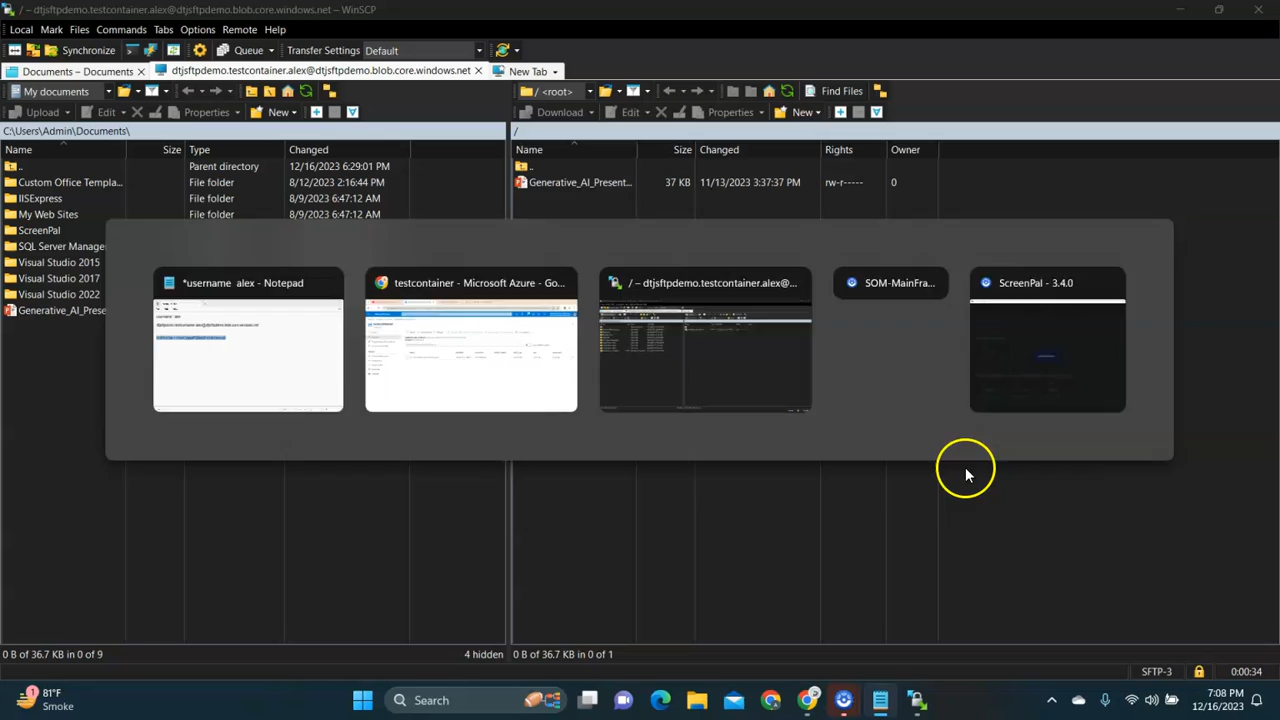 / – dtjsftpdemo.testcontainer.alex@dtjsftpdemo.blob.core.windows.net – WinSCP
Local Mark Files Commands Tabs Options Remote Help
Synchronize Queue Transfer Settings Default
Documents – Documents dtjsftpdemo.testcontainer.alex@dtjsftpdemo.blob.core.windows.net New Tab
My documents / <root> Find Files
Upload Edit Properties New Download Edit Properties New
C:\Users\Admin\Documents\ /
Name Size Type Changed Name Size Changed Rights Owner
.. Parent directory 12/16/2023 6:29:01 PM ..
Custom Office Templa... File folder 8/12/2023 2:16:44 PM Generative_AI_Present... 37 KB 11/13/2023 3:37:37 PM rw-r----- 0
IISExpress File folder 8/9/2023 6:47:12 AM
My Web Sites File folder 8/9/2023 6:47:12 AM
ScreenPal
SQL Server Manage
Visual Studio 2015
Visual Studio 2017
Visual Studio 2022
Generative_AI_Prese
*username alex - Notepad testcontainer - Microsoft Azure - Go... / – dtjsftpdemo.testcontainer.alex@... SOM-MainFra... ScreenPal - 3.4.0
0 B of 36.7 KB in 0 of 9 4 hidden 0 B of 36.7 KB in 0 of 1
SFTP-3 0:00:34
1 81°F Smoke Search 7:08 PM 12/16/2023